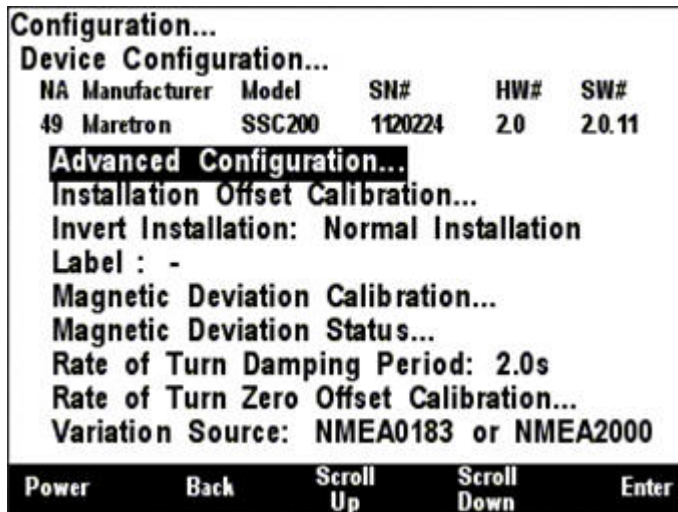 Configuration...
Device Configuration...
NA Manufacturer Model SN# HW# SW#
49 Maretron SSC200 1120224 2.0 2.0.11
Advanced Configuration...
Installation Offset Calibration...
Invert Installation: Normal Installation
Label : -
Magnetic Deviation Calibration...
Magnetic Deviation Status...
Rate of Turn Damping Period: 2.0s
Rate of Turn Zero Offset Calibration...
Variation Source: NMEA0183 or NMEA2000
Power Back Scroll Up Scroll Down Enter